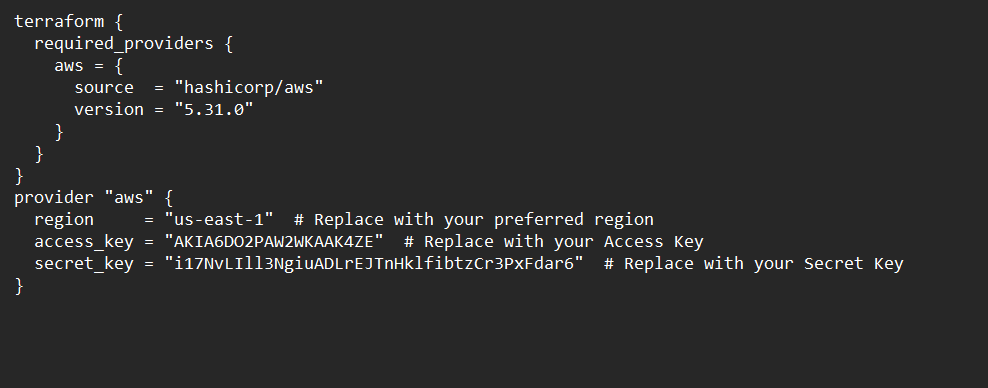 terraform {
  required_providers {
    aws = {
      source  = "hashicorp/aws"
      version = "5.31.0"
    }
  }
}
provider "aws" {
  region     = "us-east-1"  # Replace with your preferred region
  access_key = "AKIA6DO2PAW2WKAAK4ZE"  # Replace with your Access Key
  secret_key = "i17NvLIll3NgiuADLrEJTnHklfibtzCr3PxFdar6"  # Replace with your Secret Key
}